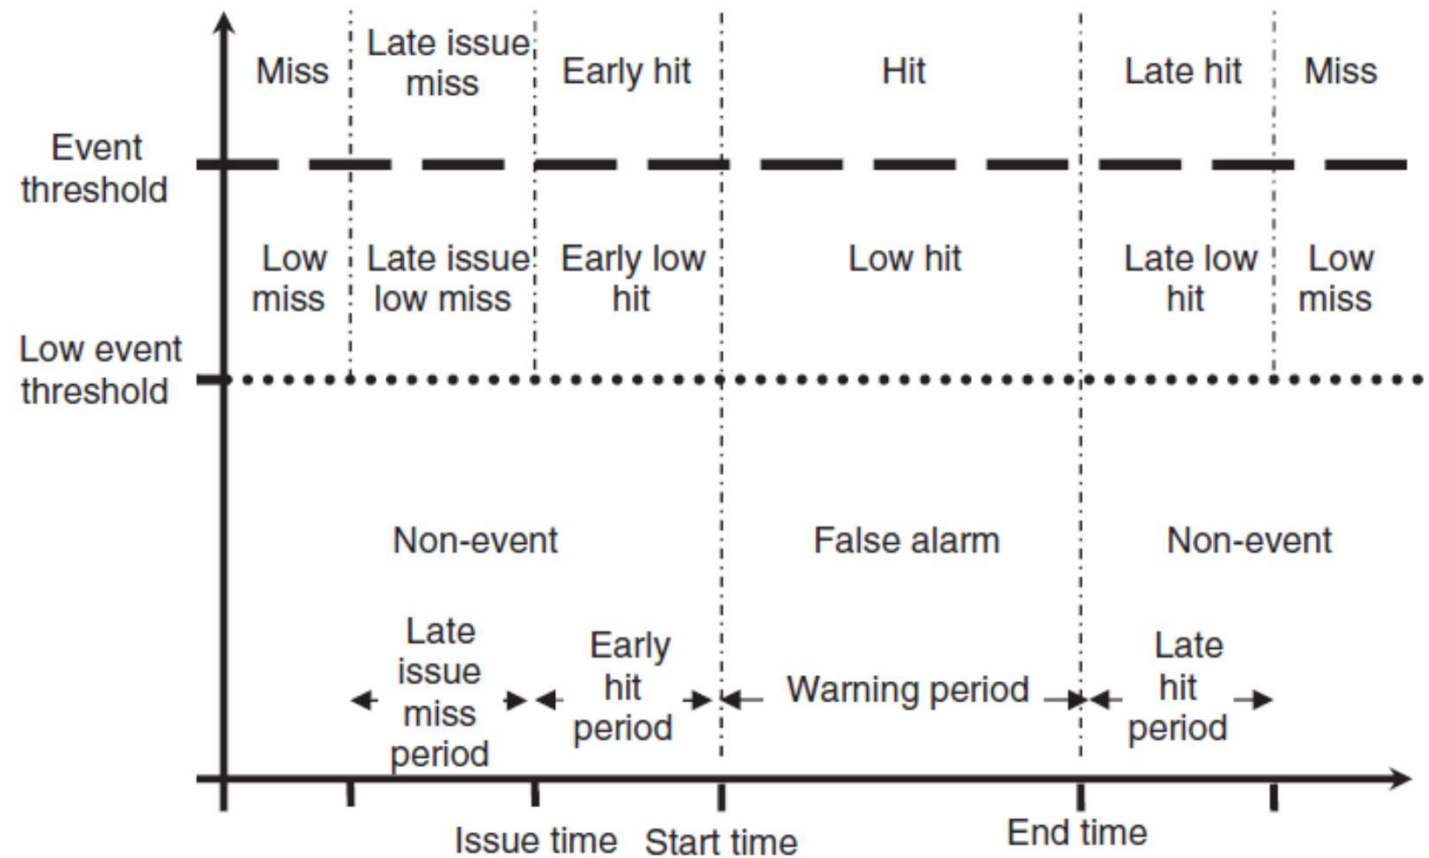 Miss
Late issue
miss
Early hit
Hit
Late hit
Miss
Event
threshold
Low
miss
Late issue
low miss
Early low
hit
Low hit
Late low
hit
Low
miss
Low event
threshold
Non-event
False alarm
Non-event
Late
issue
miss
period
Early
hit
period
Warning period
Late
hit
period
Issue time
Start time
End time